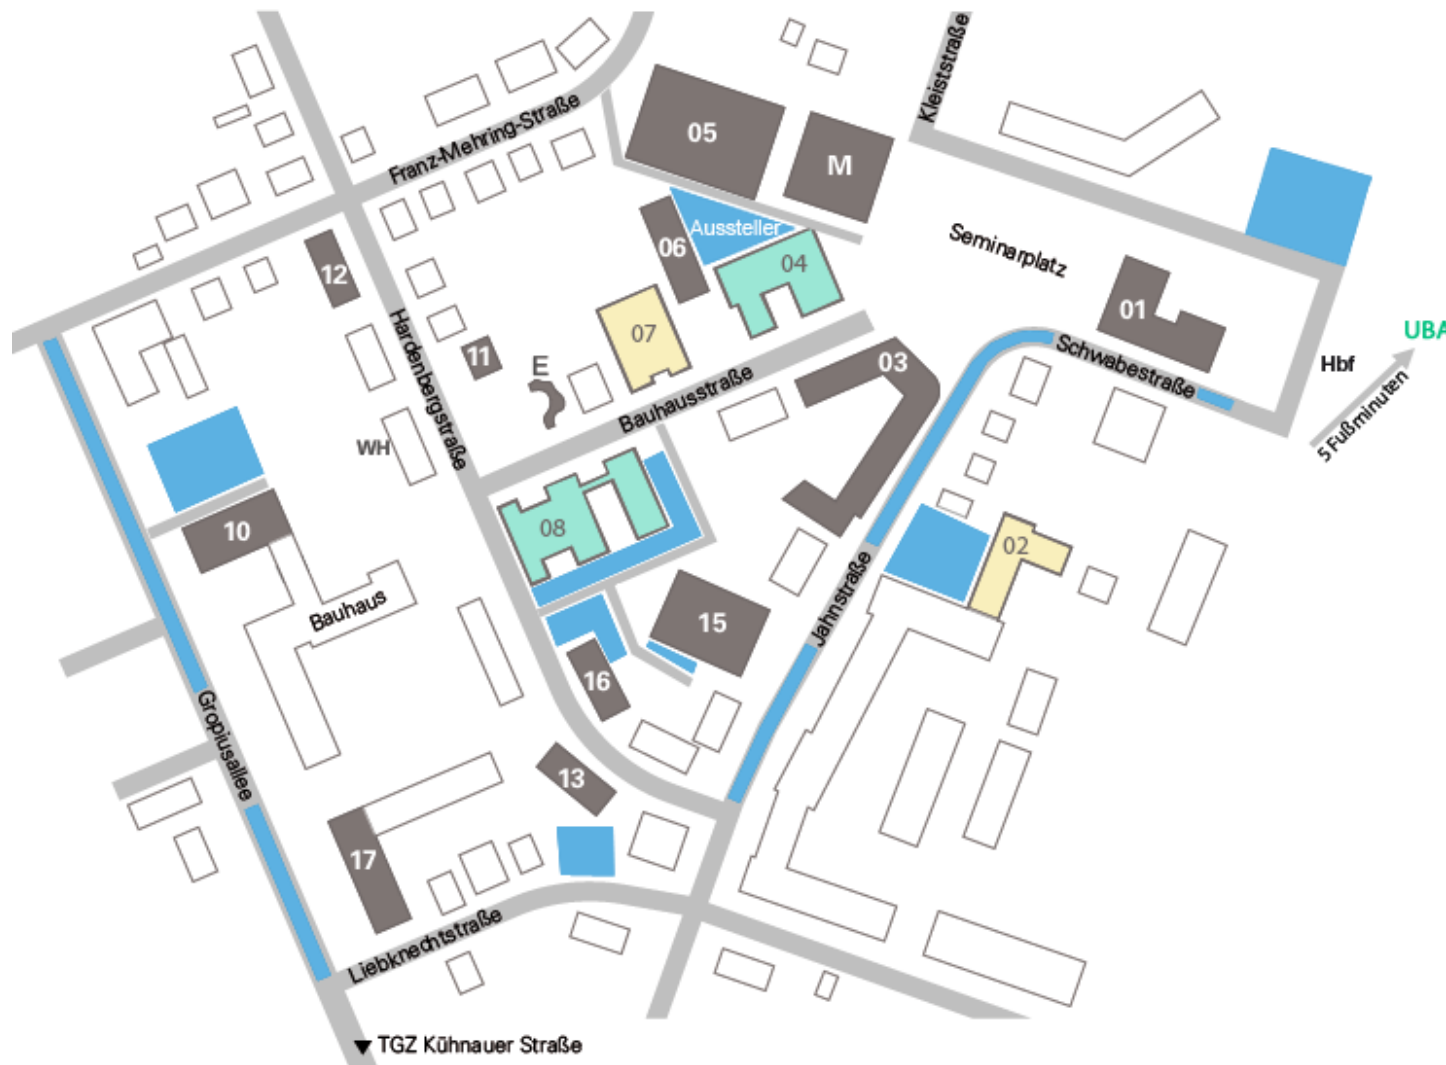 Kleiststraße
Franz-Mehring-Straße
05
M
Aussteller
Seminarplatz
06
04
12
01
UBA
07
11
Hardenbergstraße
E
03
Schwabestraße
Hbf
5 Fußminuten
Bauhausstraße
WH
10
08
02
Bauhaus
Jahnstraße
15
16
Gropiusallee
13
17
Liebknechtstraße
▼ TGZ Kühnauer Straße